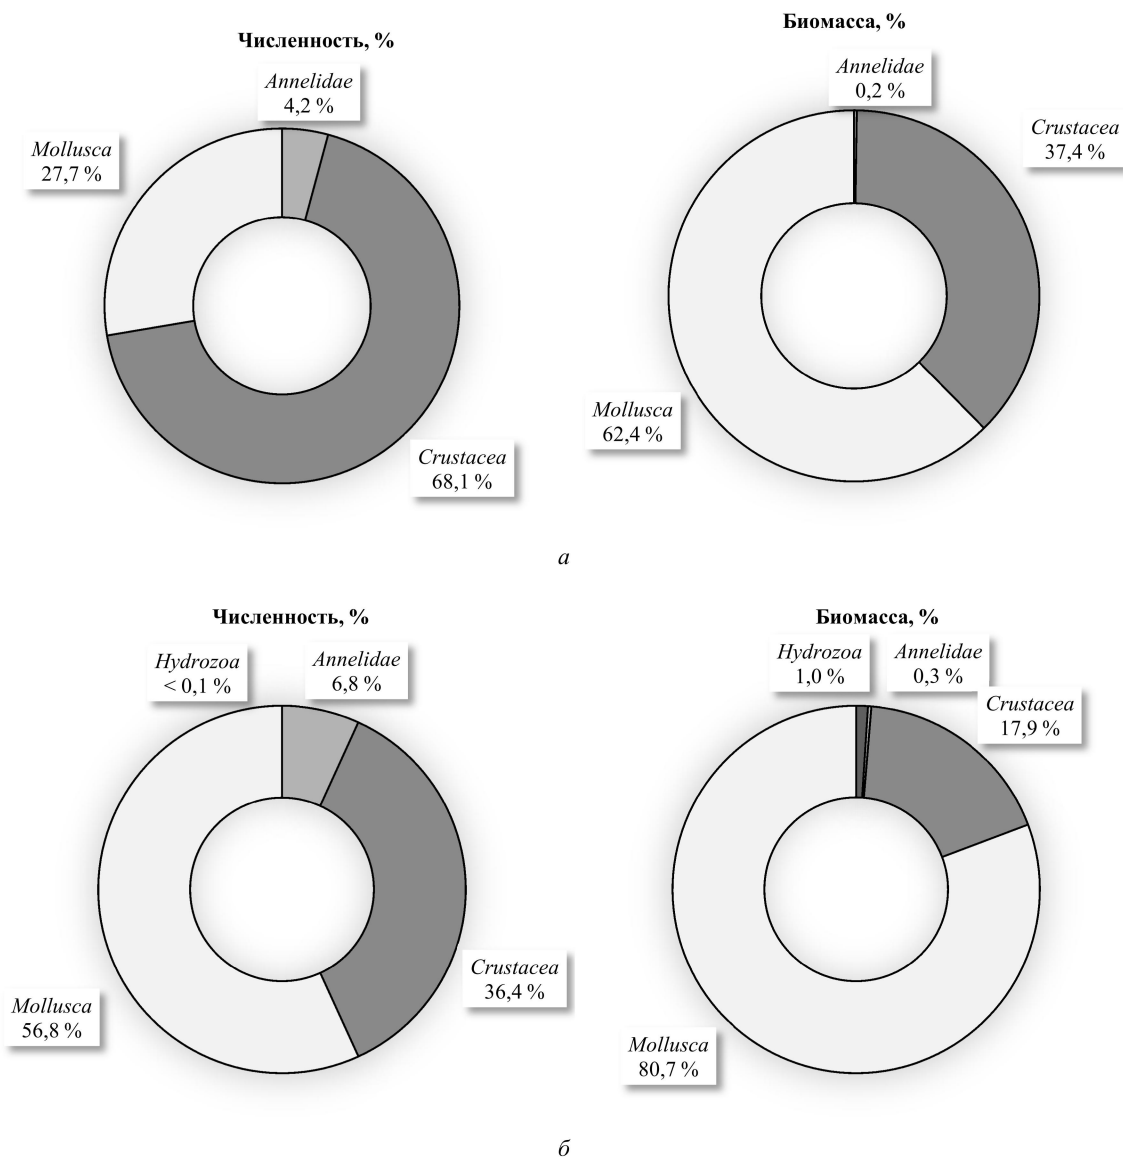 Численность, %
Annelidae
4,2 %
Mollusca
27,7 %
Crustacea
68,1 %
Биомасса, %
Annelidae
0,2 %
Crustacea
37,4 %
Mollusca
62,4 %
а
Численность, %
Hydrozoa
< 0,1 %
Annelidae
6,8 %
Crustacea
36,4 %
Mollusca
56,8 %
Биомасса, %
Hydrozoa
1,0 %
Annelidae
0,3 %
Crustacea
17,9 %
Mollusca
80,7 %
б